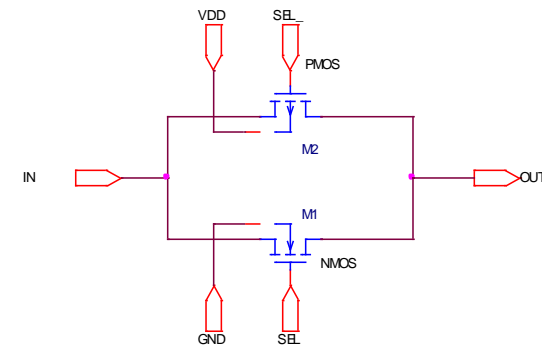 VDD
SEL_
PMOS
M2
IN
OUT
M1
NMOS
GND
SEL